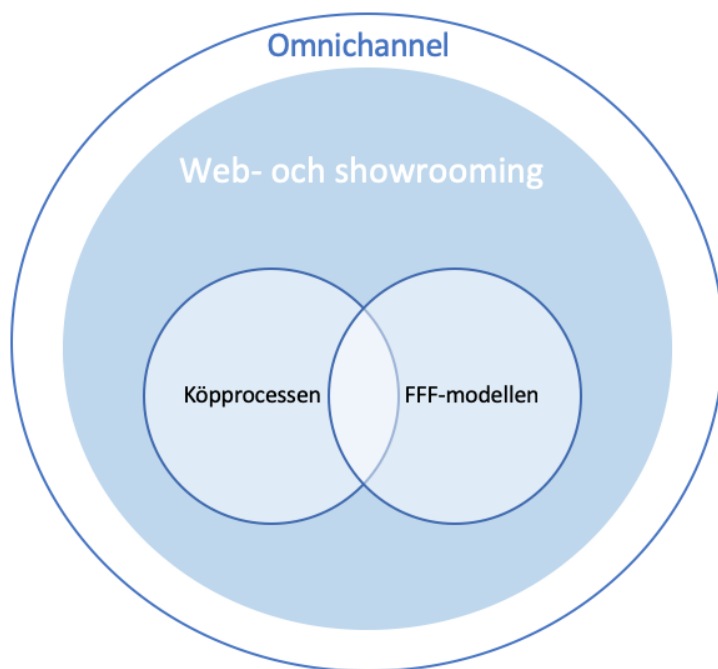 Omnichannel
Web- och showrooming
Köpprocessen
FFF-modellen